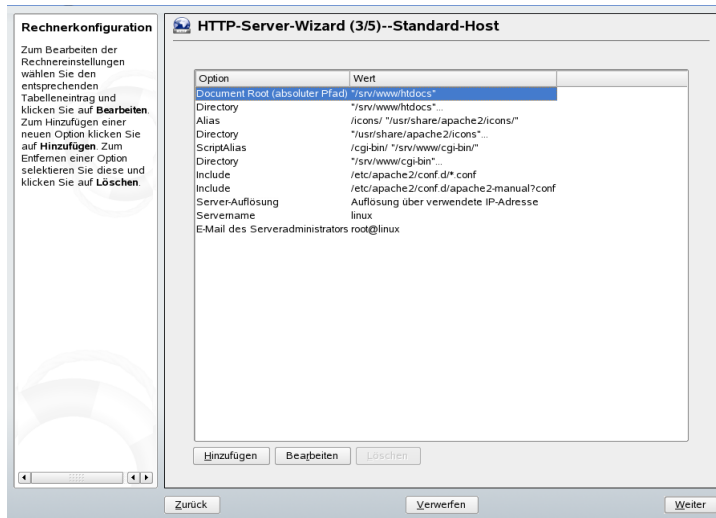 Rechnerkonfiguration
Zum Bearbeiten der
Rechnereinstellungen
wählen Sie den
entsprechenden
Tabelleneintrag und
klicken Sie auf Bearbeiten.
Zum Hinzufügen einer
neuen Option klicken Sie
auf Hinzufügen. Zum
Entfernen einer Option
selektieren Sie diese und
klicken Sie auf Löschen.
HTTP-Server-Wizard (3/5)--Standard-Host
Option Wert
Document Root (absoluter Pfad) "/srv/www/htdocs"
Directory "/srv/www/htdocs"...
Alias /icons/ "/usr/share/apache2/icons/"
Directory "/usr/share/apache2/icons"...
ScriptAlias /cgi-bin/ "/srv/www/cgi-bin/"
Directory "/srv/www/cgi-bin"...
Include /etc/apache2/conf.d/*.conf
Include /etc/apache2/conf.d/apache2-manual?conf
Server-Auflösung Auflösung über verwendete IP-Adresse
Servername linux
E-Mail des Serveradministrators root@linux
Hinzufügen Bearbeiten Löschen
Zurück Verwerfen Weiter